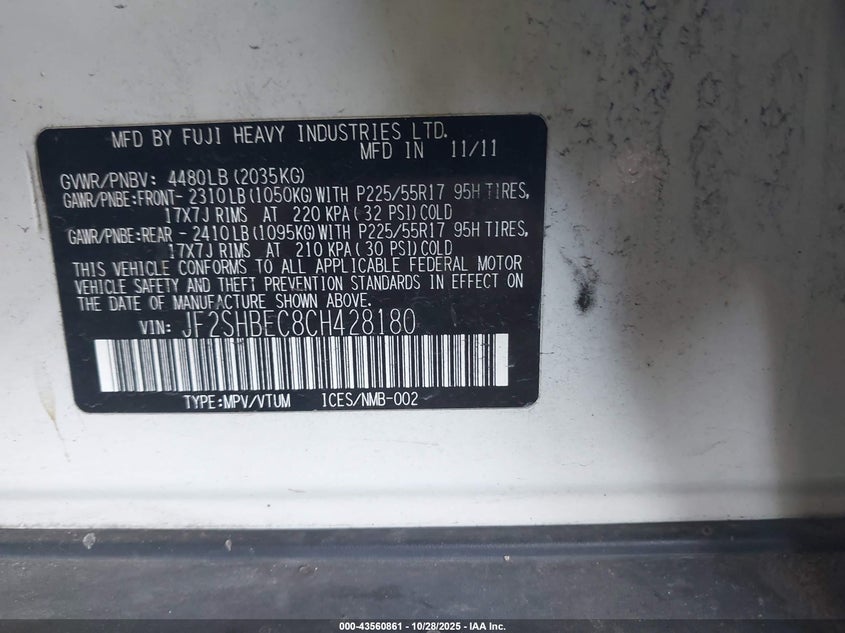 MFD BY FUJI HEAVY INDUSTRIES LTD.
MFD IN 11/11
GVWR/PNBV: 4480LB(2035KG)
GAWR/PNBE:FRONT- 2310LB(1050KG)WITH P225/55R17 95H TIRES,
17X7J RIMS AT 220 KPA(32 PSI)COLD
GAWR/PNBE:REAR - 2410LB(1095KG)WITH P225/55R17 95H TIRES,
17X7J RIMS AT 210 KPA(30 PSI)COLD
THIS VEHICLE CONFORMS TO ALL APPLICABLE FEDERAL MOTOR
VEHICLE SAFETY AND THEFT PREVENTION STANDARDS IN EFFECT ON
THE DATE OF MANUFACTURE SHOWN ABOVE.
VIN: JF2SHBEC8CH428180
TYPE:MPV/VTUM ICES/NMB-002
000-43560861 - 10/28/2025 - IAA Inc.